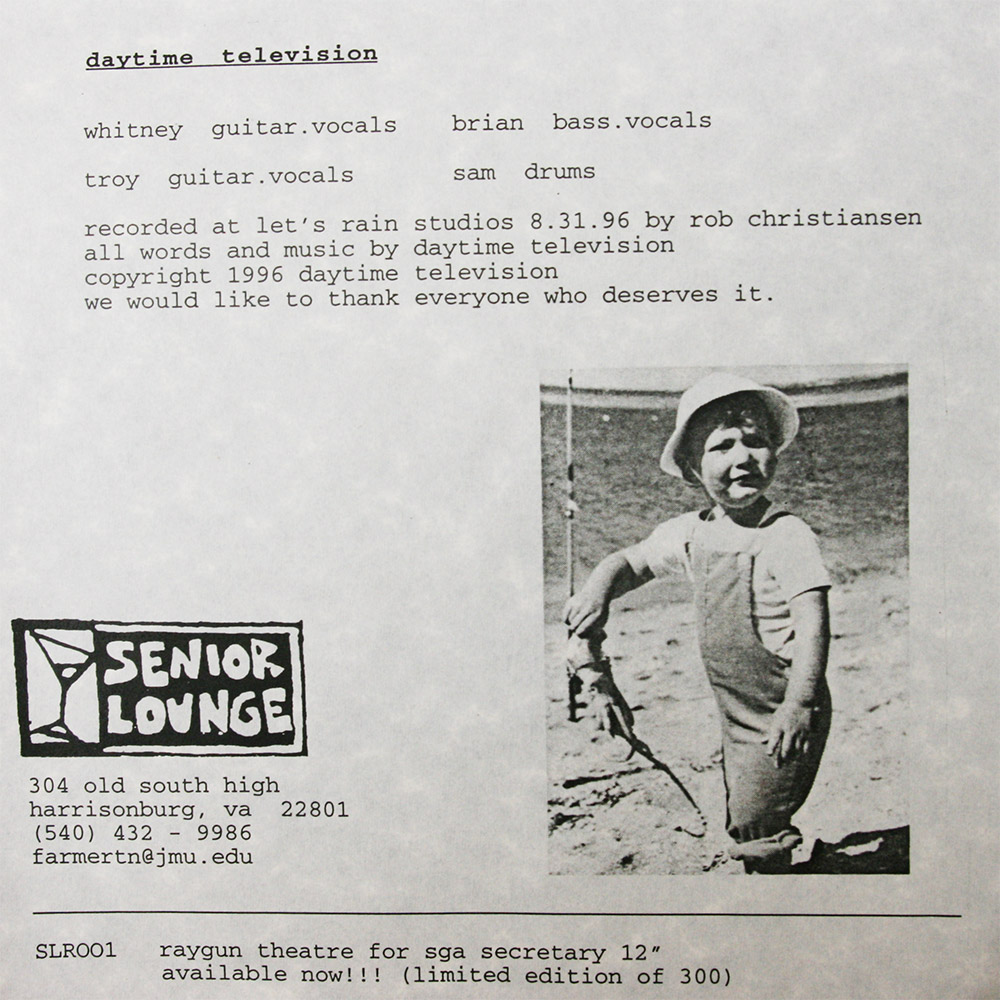 daytime television
whitney guitar.vocals brian bass.vocals
troy guitar.vocals sam drums
recorded at let's rain studios 8.31.96 by rob christiansen
all words and music by daytime television
copyright 1996 daytime television
we would like to thank everyone who deserves it.
SENIOR
LOUNGE
304 old south high
harrisonburg, va 22801
(540) 432 - 9986
farmertn@jmu.edu
SLR001 raygun theatre for sga secretary 12"
available now!!! (limited edition of 300)